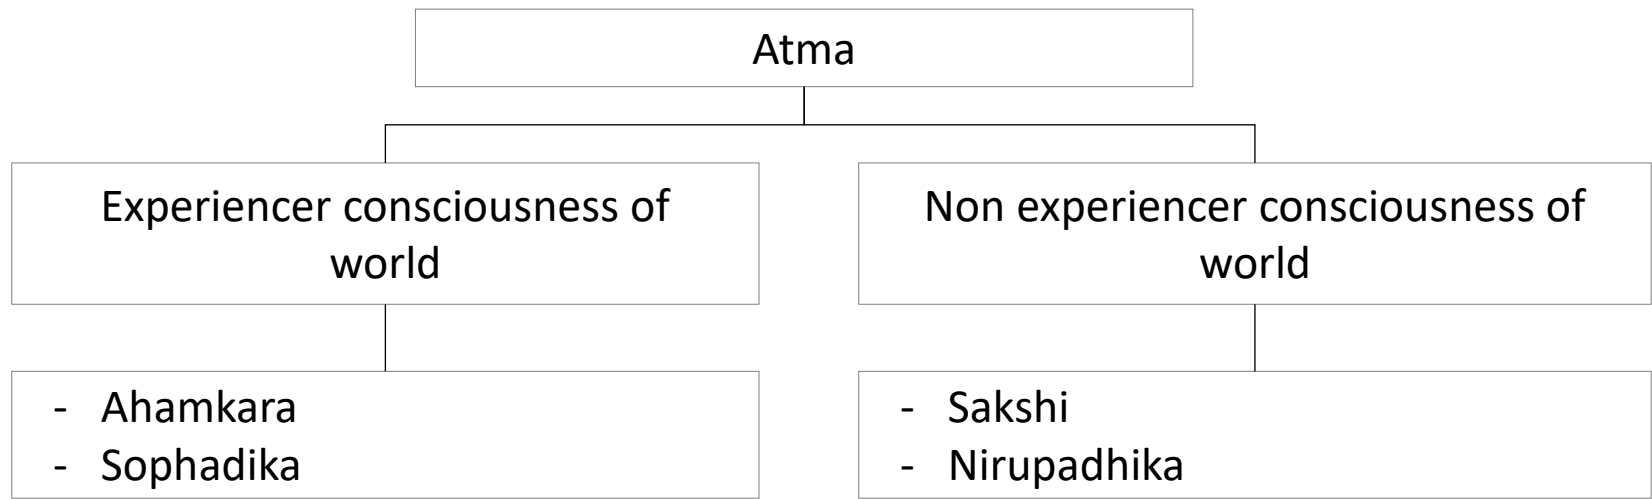 Atma
Experiencer consciousness of
world
Non experiencer consciousness of
world
- Ahamkara
- Sophadika
- Sakshi
- Nirupadhika